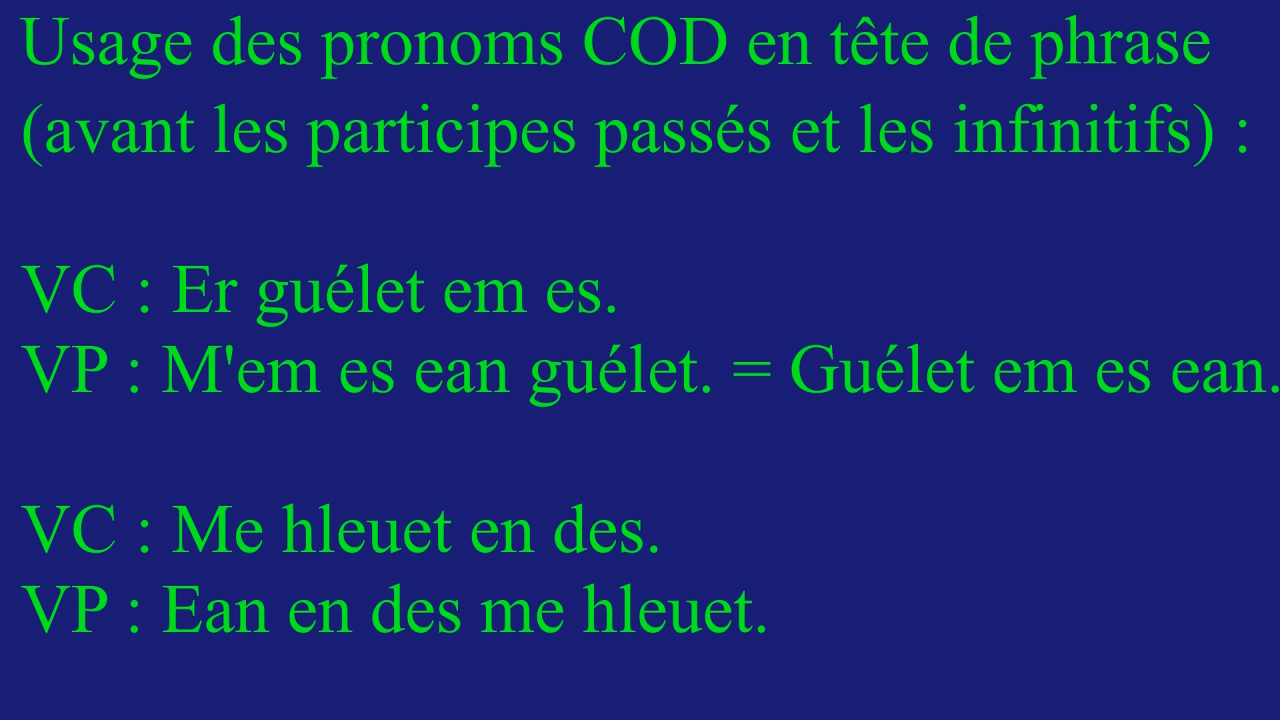 Usage des pronoms COD en tête de phrase
(avant les participes passés et les infinitifs) :
VC : Er guélet em es.
VP : M'em es ean guélet. = Guélet em es ean.
VC : Me hleuet en des.
VP : Ean en des me hleuet.